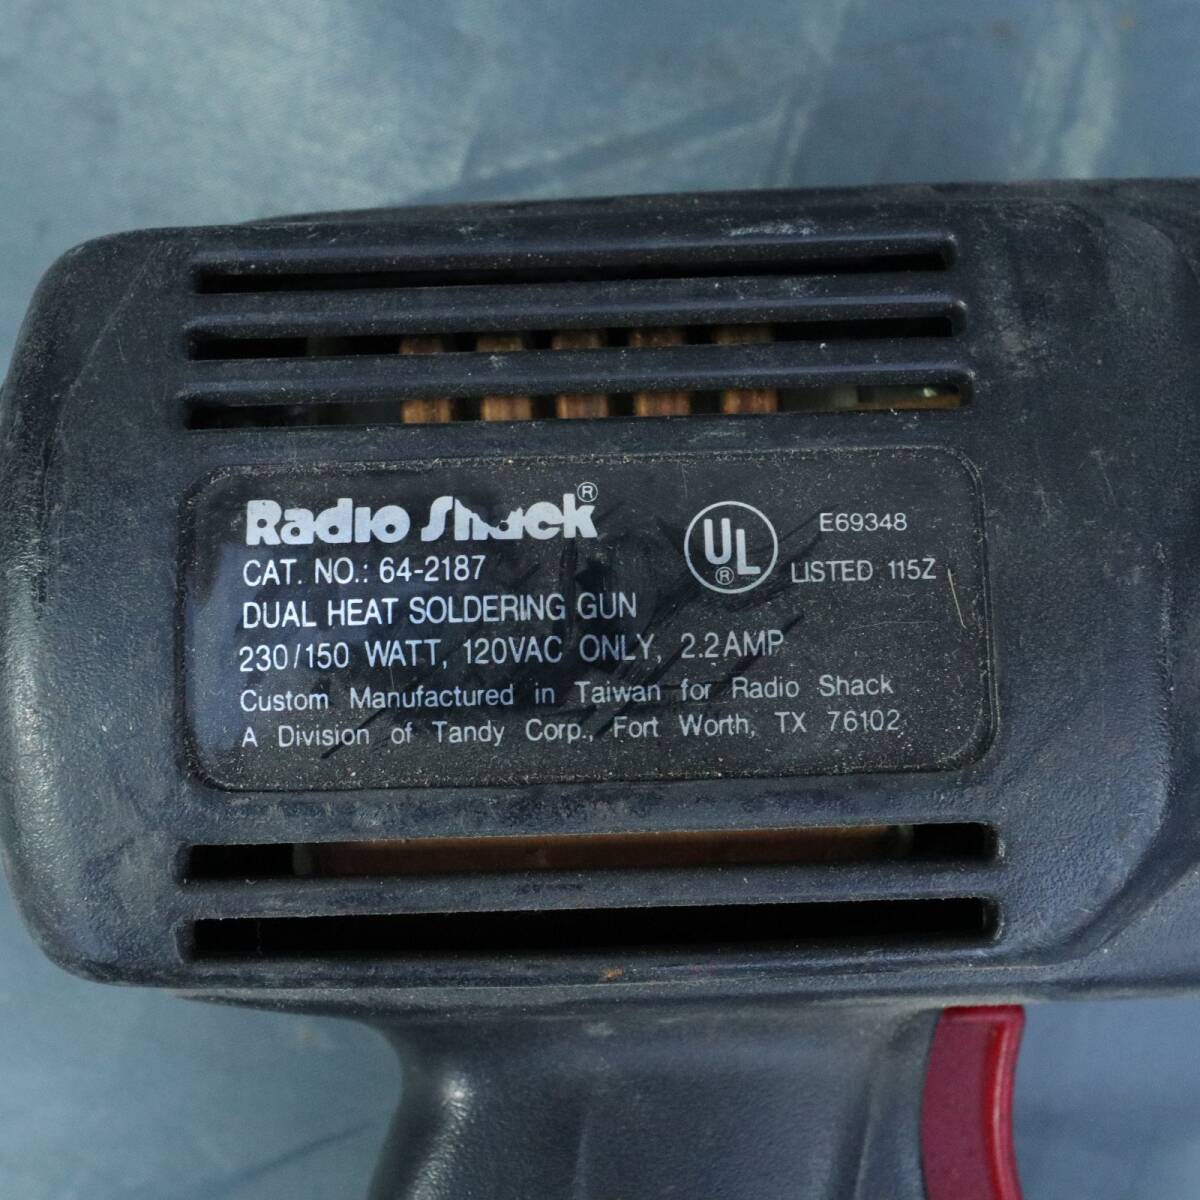 Radio Shack®
CAT. NO.: 64-2187
DUAL HEAT SOLDERING GUN
230/150 WATT, 120VAC ONLY, 2.2AMP
Custom Manufactured in Taiwan for Radio Shack
A Division of Tandy Corp., Fort Worth, TX 76102
UL®
E69348
LISTED 115Z